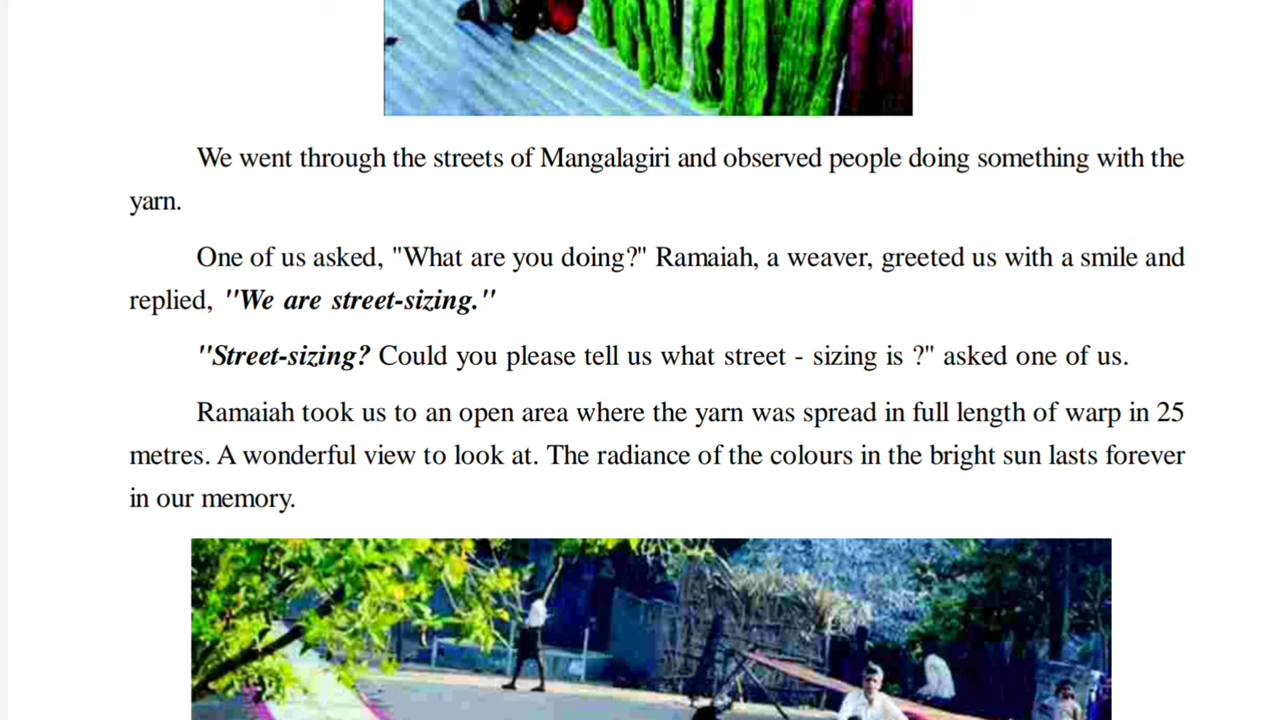 We went through the streets of Mangalagiri and observed people doing something with the
yarn.
One of us asked, "What are you doing?" Ramaiah, a weaver, greeted us with a smile and
replied, "We are street-sizing."
"Street-sizing? Could you please tell us what street - sizing is ?" asked one of us.
Ramaiah took us to an open area where the yarn was spread in full length of warp in 25
metres. A wonderful view to look at. The radiance of the colours in the bright sun lasts forever
in our memory.